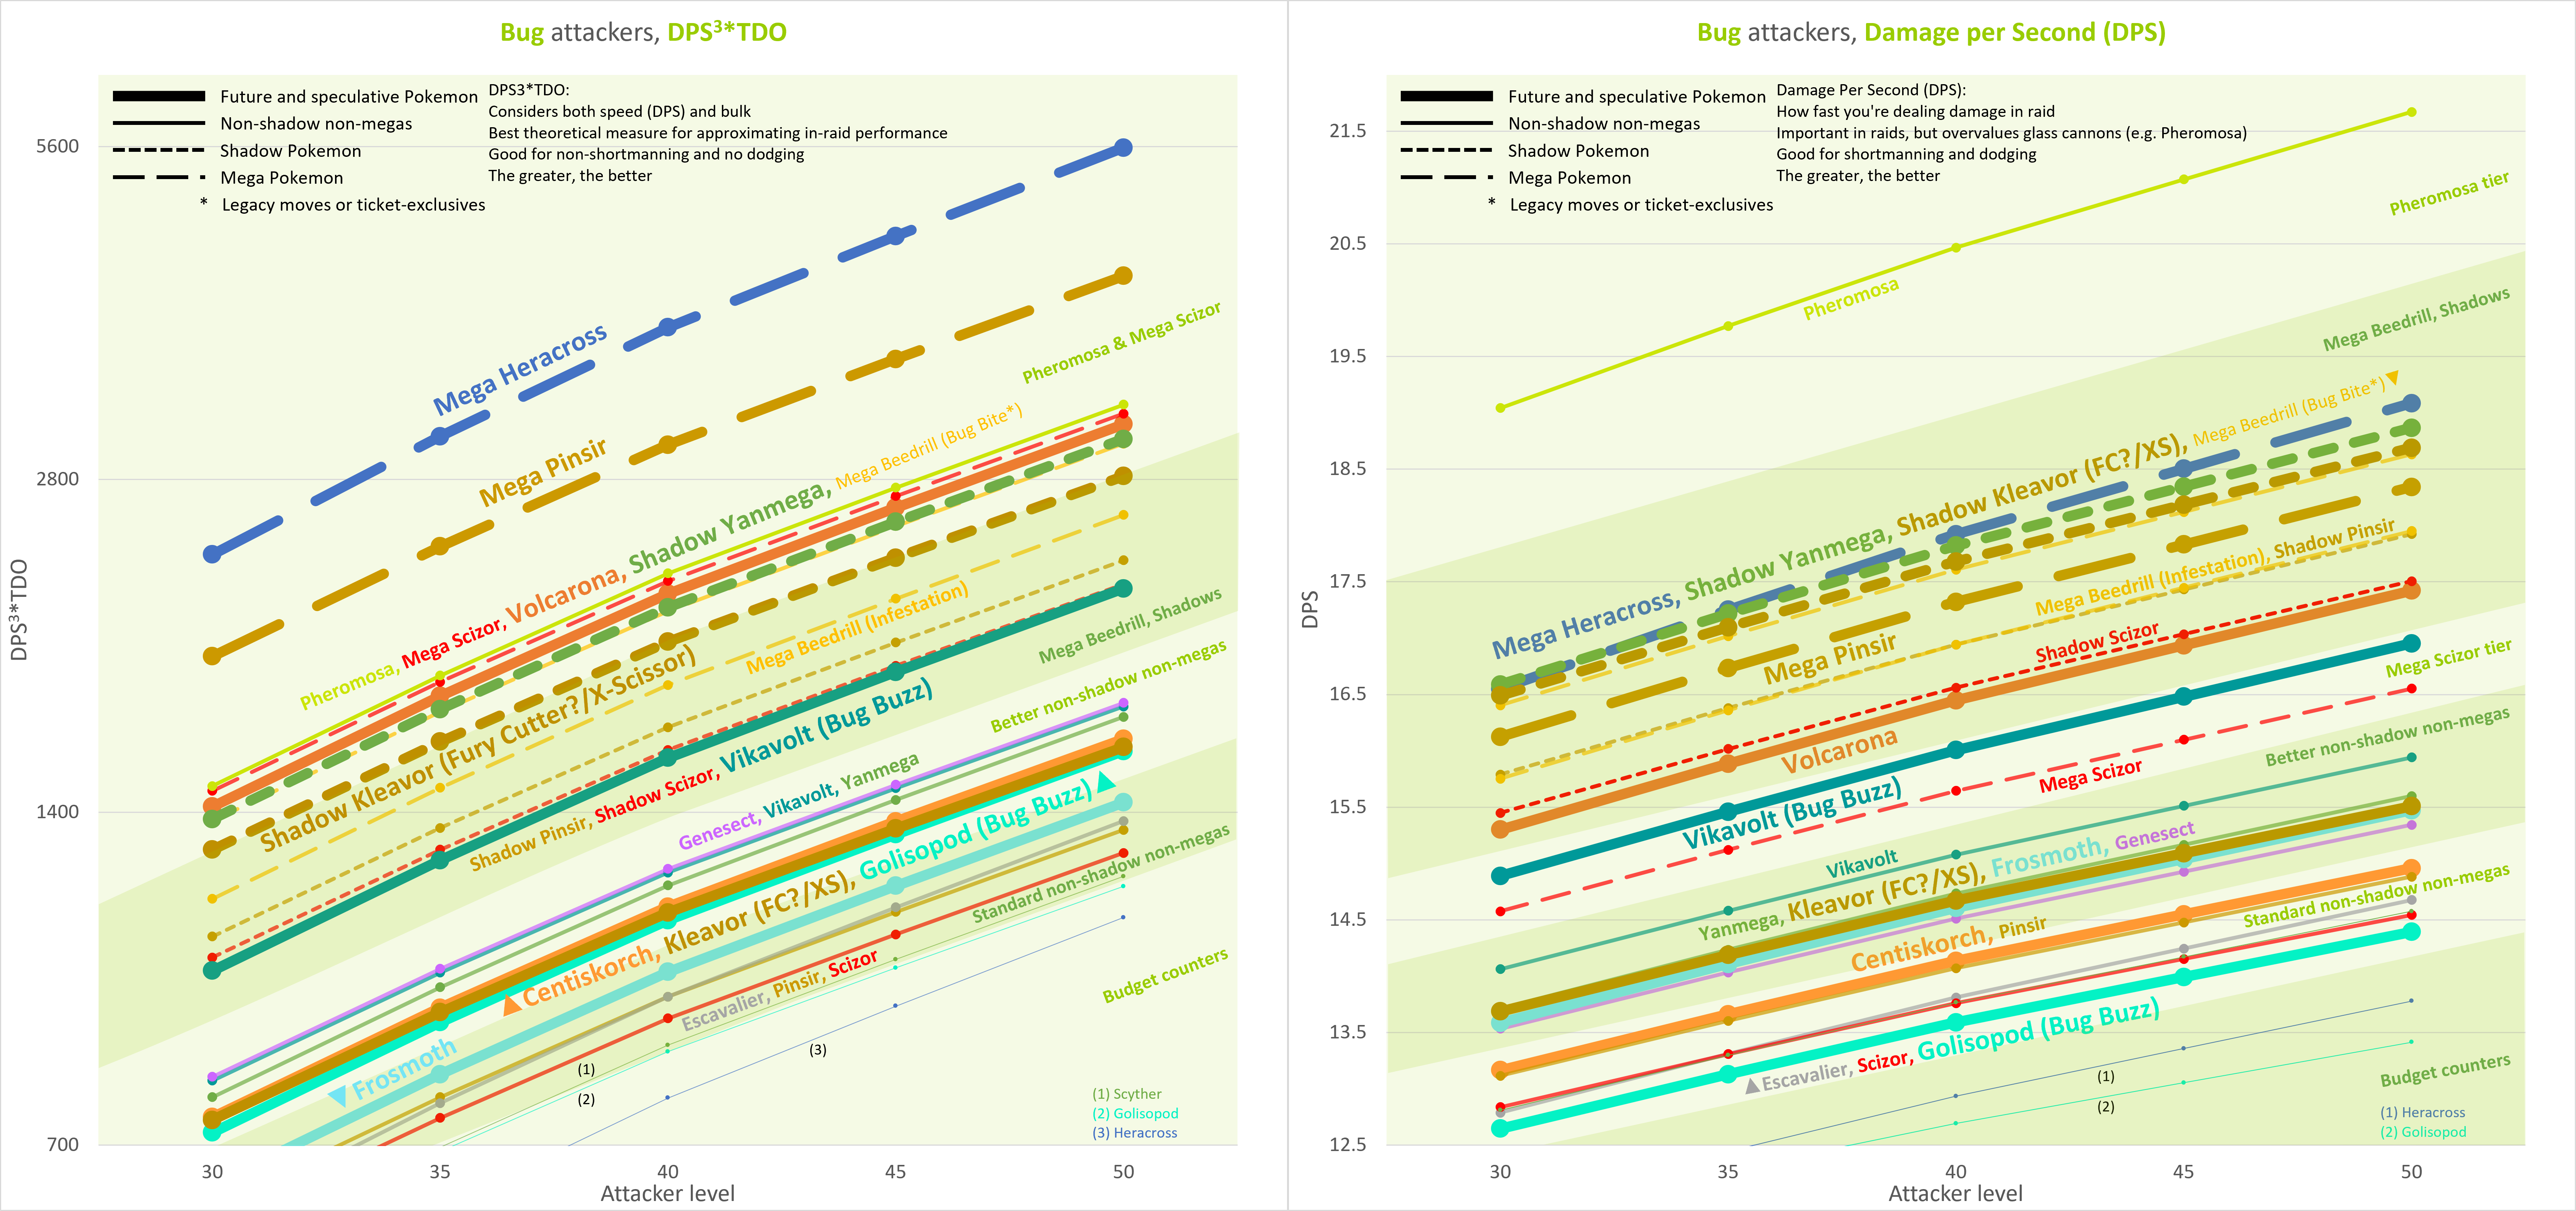 Bug attackers, DPS³*TDO
Future and speculative Pokemon
Non-shadow non-megas
Shadow Pokemon
Mega Pokemon
* Legacy moves or ticket-exclusives
DPS3*TDO:
Considers both speed (DPS) and bulk
Best theoretical measure for approximating in-raid performance
Good for non-shortmanning and no dodging
The greater, the better
DPS³*TDO
5600
2800
1400
700
Mega Heracross
Mega Pinsir
Pheromosa & Mega Scizor
Pheromosa, Mega Scizor, Volcarona, Shadow Yanmega, Mega Beedrill (Bug Bite*)
Shadow Kleavor (Fury Cutter?/X-Scissor)
Mega Beedrill (Infestation)
Mega Beedrill, Shadows
Shadow Pinsir, Shadow Scizor, Vikavolt (Bug Buzz)
Better non-shadow non-megas
Genesect, Vikavolt, Yanmega
▲Centiskorch, Kleavor (FC?/XS), Golisopod (Bug Buzz)▲
Standard non-shadow non-megas
▼Frosmoth
Escavalier, Pinsir, Scizor
Budget counters
(1)
(2)
(3)
(1) Scyther
(2) Golisopod
(3) Heracross
30 35 40 45 50
Attacker level
Bug attackers, Damage per Second (DPS)
Future and speculative Pokemon
Non-shadow non-megas
Shadow Pokemon
Mega Pokemon
* Legacy moves or ticket-exclusives
Damage Per Second (DPS):
How fast you're dealing damage in raid
Important in raids, but overvalues glass cannons (e.g. Pheromosa)
Good for shortmanning and dodging
The greater, the better
DPS
21.5
20.5
19.5
18.5
17.5
16.5
15.5
14.5
13.5
12.5
Pheromosa tier
Pheromosa
Mega Beedrill, Shadows
Mega Heracross, Shadow Yanmega, Shadow Kleavor (FC?/XS), Mega Beedrill (Bug Bite*)▼
Mega Pinsir
Mega Beedrill (Infestation), Shadow Pinsir
Shadow Scizor
Volcarona
Mega Scizor tier
Vikavolt (Bug Buzz)
Mega Scizor
Better non-shadow non-megas
Vikavolt
Yanmega, Kleavor (FC?/XS), Frosmoth, Genesect
Centiskorch, Pinsir
Standard non-shadow non-megas
▲Escavalier, Scizor, Golisopod (Bug Buzz)
Budget counters
(1)
(2)
(1) Heracross
(2) Golisopod
30 35 40 45 50
Attacker level